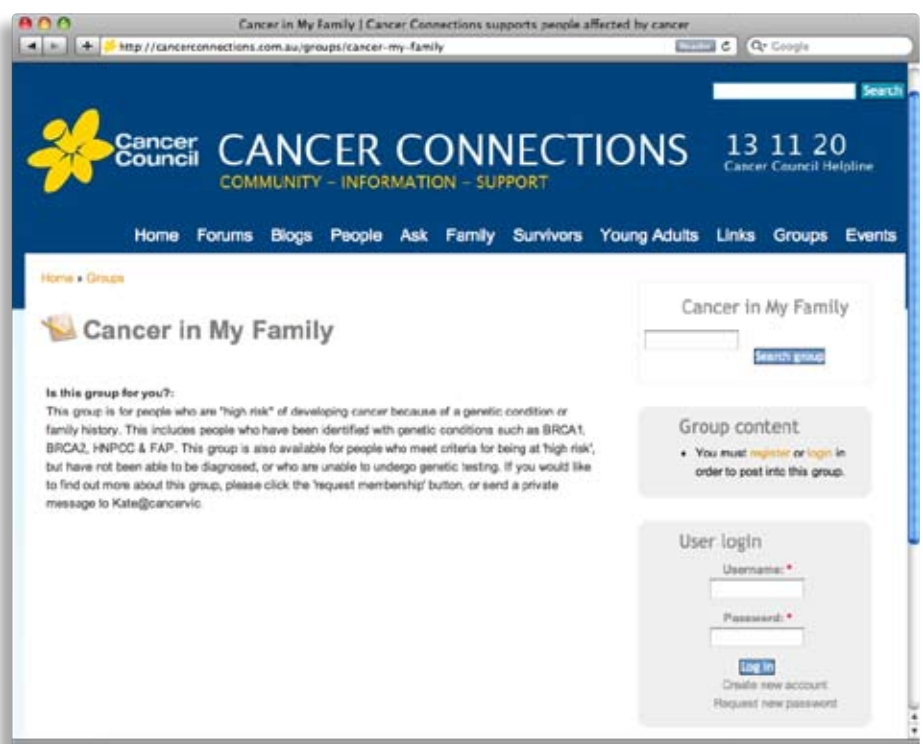 Cancer in My Family | Cancer Connections supports people affected by cancer
http://cancerconnections.com.au/groups/cancer-my-family
Reader
Google
Search
Cancer
Council
CANCER CONNECTIONS
COMMUNITY – INFORMATION – SUPPORT
13 11 20
Cancer Council Helpline
Home Forums Blogs People Ask Family Survivors Young Adults Links Groups Events
Home » Groups
Cancer in My Family
Is this group for you?:
This group is for people who are "high risk" of developing cancer because of a genetic condition or
family history. This includes people who have been identified with genetic conditions such as BRCA1,
BRCA2, HNPCC & FAP. This group is also available for people who meet criteria for being at 'high risk',
but have not been able to be diagnosed, or who are unable to undergo genetic testing. If you would like
to find out more about this group, please click the 'request membership' button, or send a private
message to Kate@cancervic
Cancer in My Family
Search group
Group content
• You must register or login in
order to post into this group.
User login
Username: *
Password: *
Log in
Create new account
Request new password